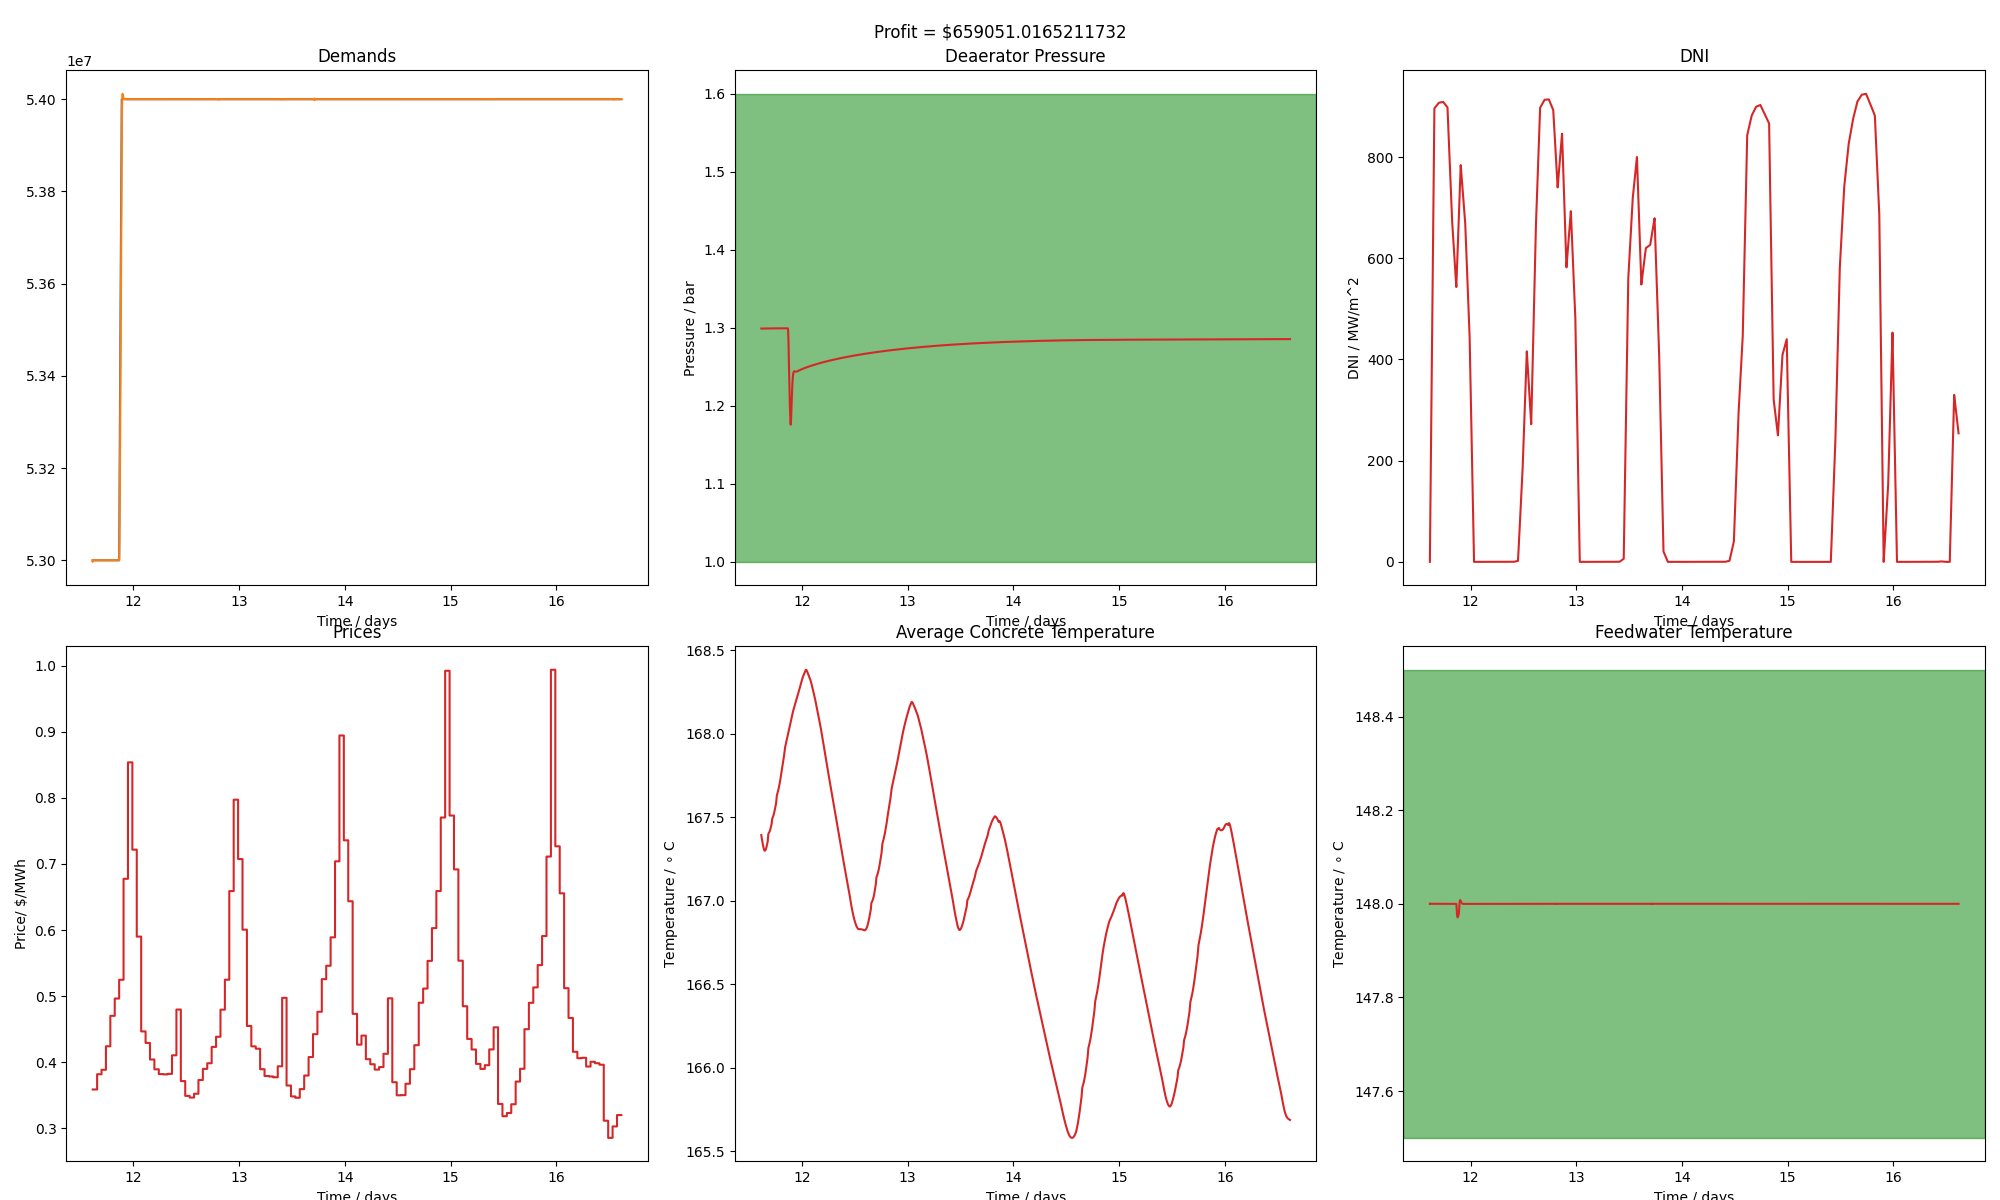 Profit = $659051.0165211732
Demands
1e7
5.40
5.38
5.36
5.34
5.32
5.30
12 13 14 15 16
Time / days
Deaerator Pressure
Pressure / bar
1.6
1.5
1.4
1.3
1.2
1.1
1.0
12 13 14 15 16
Time / days
DNI
DNI / MW/m^2
800
600
400
200
0
12 13 14 15 16
Time / days
Prices
Price/ $/MWh
1.0
0.9
0.8
0.7
0.6
0.5
0.4
0.3
12 13 14 15 16
Time / days
Average Concrete Temperature
Temperature / ∘ C
168.5
168.0
167.5
167.0
166.5
166.0
165.5
12 13 14 15 16
Time / days
Feedwater Temperature
Temperature / ∘ C
148.4
148.2
148.0
147.8
147.6
12 13 14 15 16
Time / days